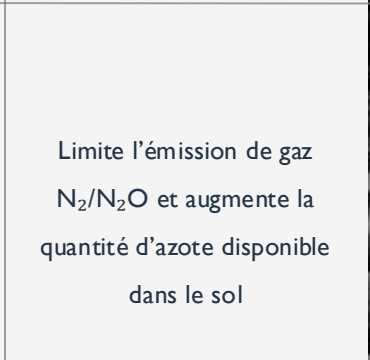 Limite l’émission de gaz
N₂/N₂O et augmente la
quantité d’azote disponible
dans le sol